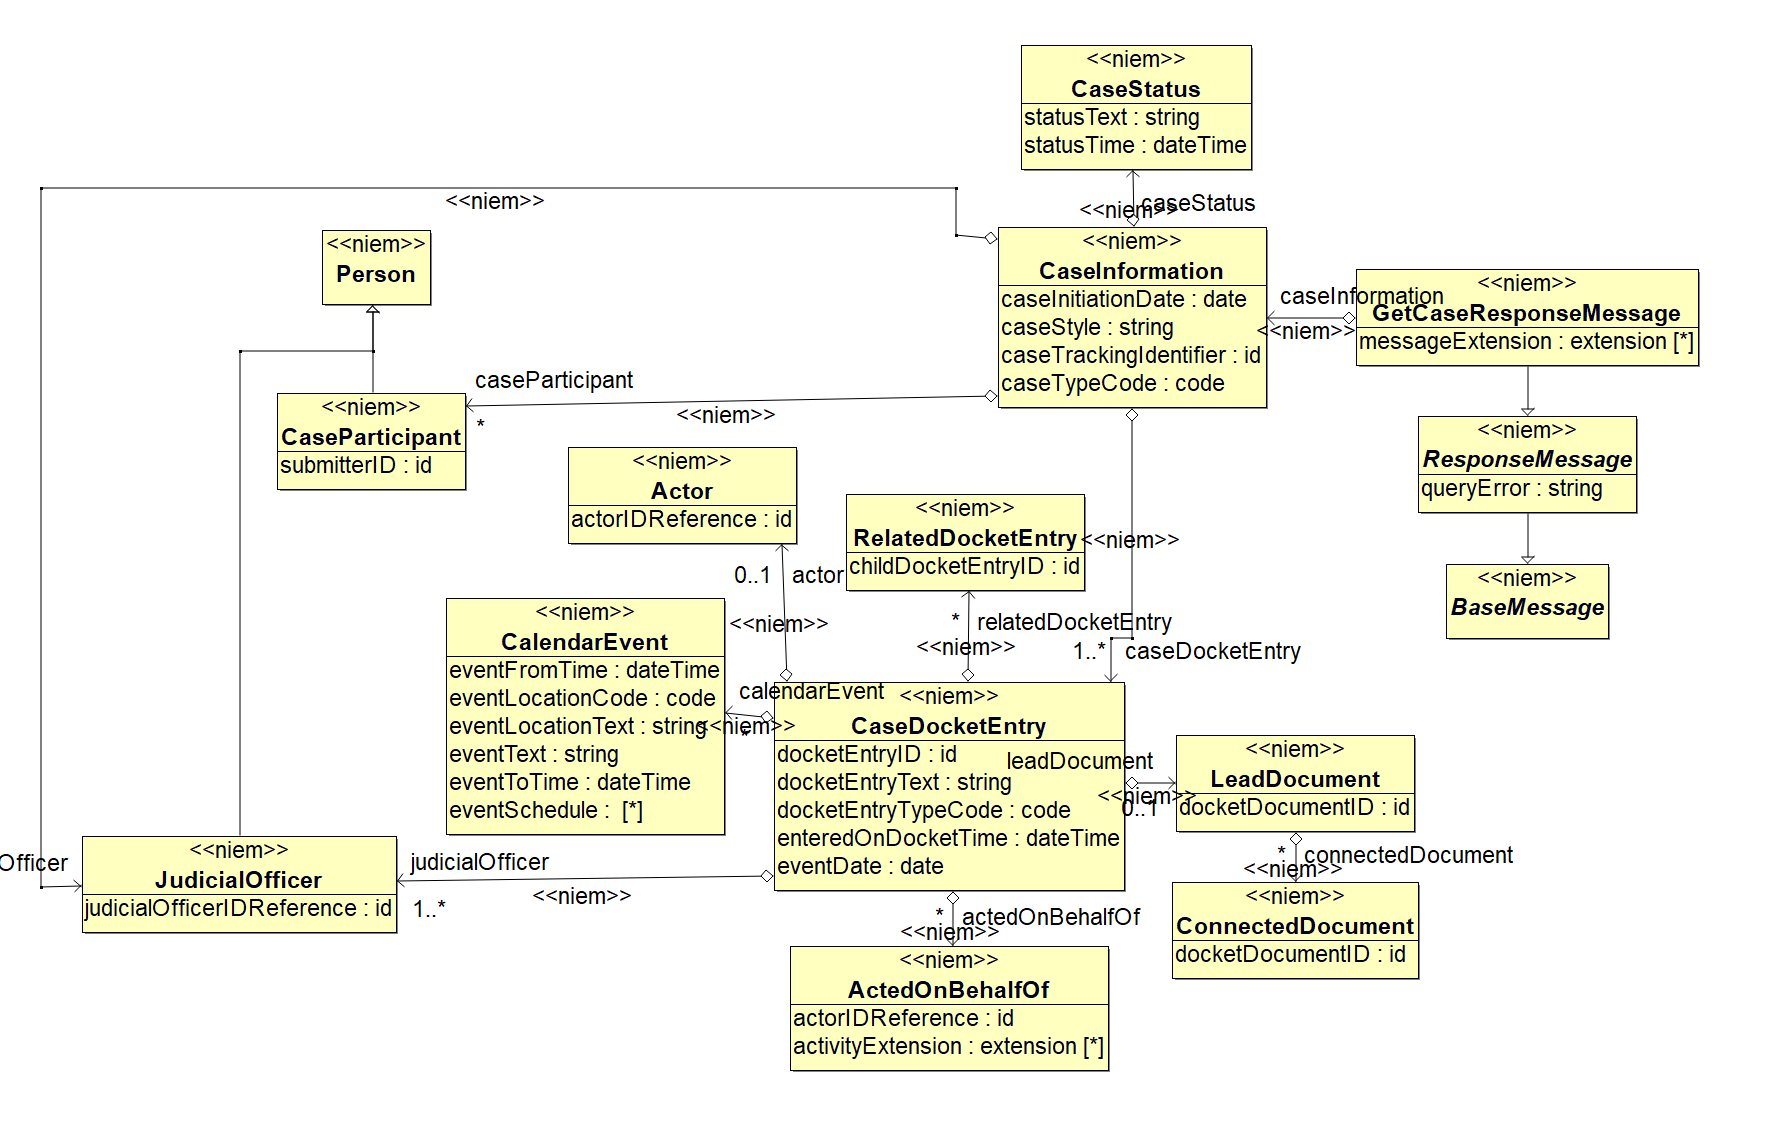 <<niem>>
CaseStatus
statusText : string
statusTime : dateTime
<<niem>>
<<niem>>
caseStatus
<<niem>>
Person
<<niem>>
CaseInformation
caseInitiationDate : date
caseStyle : string
caseTrackingIdentifier : id
caseTypeCode : code
caseInformation
<<niem>>
<<niem>>
GetCaseResponseMessage
messageExtension : extension [*]
caseParticipant
<<niem>>
*
<<niem>>
CaseParticipant
submitterID : id
<<niem>>
ResponseMessage
queryError : string
<<niem>>
Actor
actorIDReference : id
<<niem>>
RelatedDocketEntry
childDocketEntryID : id
<<niem>>
<<niem>>
BaseMessage
0..1
actor
<<niem>>
* relatedDocketEntry
<<niem>>
1..*
caseDocketEntry
<<niem>>
CalendarEvent
eventFromTime : dateTime
eventLocationCode : code
eventLocationText : string
eventText : string
eventToTime : dateTime
eventSchedule : [*]
calendarEvent
<<niem>>
*
<<niem>>
CaseDocketEntry
docketEntryID : id
docketEntryText : string
docketEntryTypeCode : code
enteredOnDocketTime : dateTime
eventDate : date
leadDocument
<<niem>>
0..1
<<niem>>
LeadDocument
docketDocumentID : id
* connectedDocument
<<niem>>
<<niem>>
ConnectedDocument
docketDocumentID : id
Officer
<<niem>>
JudicialOfficer
judicialOfficerIDReference : id
judicialOfficer
<<niem>>
1..*
* actedOnBehalfOf
<<niem>>
<<niem>>
ActedOnBehalfOf
actorIDReference : id
activityExtension : extension [*]